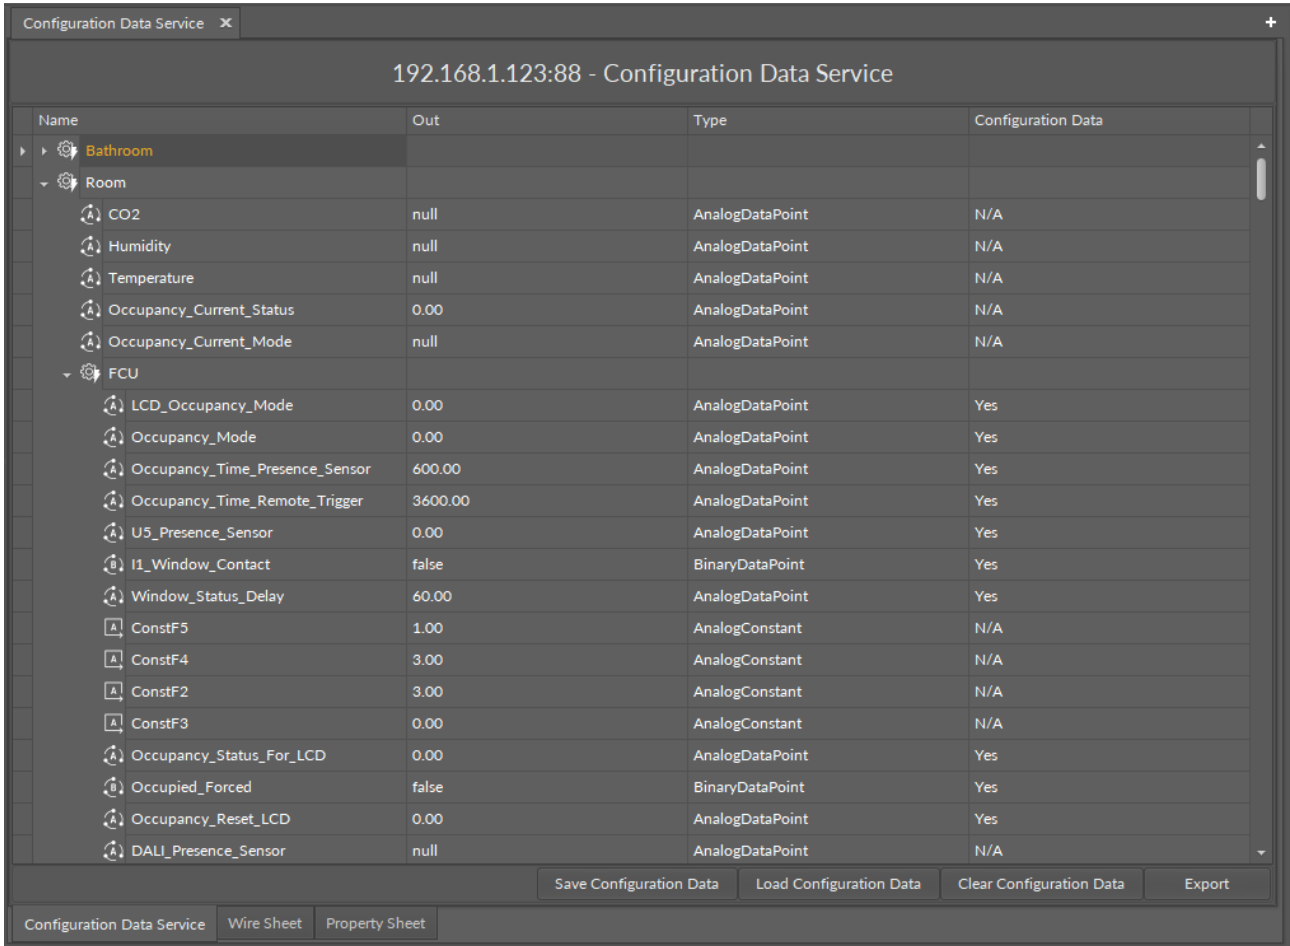 Configuration Data Service x +
192.168.1.123:88 - Configuration Data Service
Name Out Type Configuration Data
Bathroom
Room
A CO2 null AnalogDataPoint N/A
A Humidity null AnalogDataPoint N/A
A Temperature null AnalogDataPoint N/A
A Occupancy_Current_Status 0.00 AnalogDataPoint N/A
A Occupancy_Current_Mode null AnalogDataPoint N/A
FCU
A LCD_Occupancy_Mode 0.00 AnalogDataPoint Yes
A Occupancy_Mode 0.00 AnalogDataPoint Yes
A Occupancy_Time_Presence_Sensor 600.00 AnalogDataPoint Yes
A Occupancy_Time_Remote_Trigger 3600.00 AnalogDataPoint Yes
A U5_Presence_Sensor 0.00 AnalogDataPoint Yes
B I1_Window_Contact false BinaryDataPoint Yes
A Window_Status_Delay 60.00 AnalogDataPoint Yes
A ConstF5 1.00 AnalogConstant N/A
A ConstF4 3.00 AnalogConstant N/A
A ConstF2 3.00 AnalogConstant N/A
A ConstF3 0.00 AnalogConstant N/A
A Occupancy_Status_For_LCD 0.00 AnalogDataPoint Yes
B Occupied_Forced false BinaryDataPoint Yes
A Occupancy_Reset_LCD 0.00 AnalogDataPoint Yes
A DALI_Presence_Sensor null AnalogDataPoint N/A
Save Configuration Data Load Configuration Data Clear Configuration Data Export
Configuration Data Service Wire Sheet Property Sheet